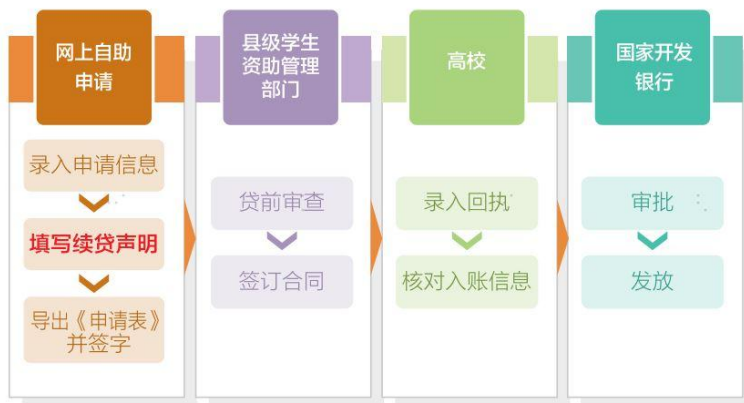 网上自助
申请
录入申请信息
填写续贷声明
导出《申请表》
并签字
县级学生
资助管理
部门
贷前审查
签订合同
高校
录入回执
核对入账信息
国家开发
银行
审批
发放